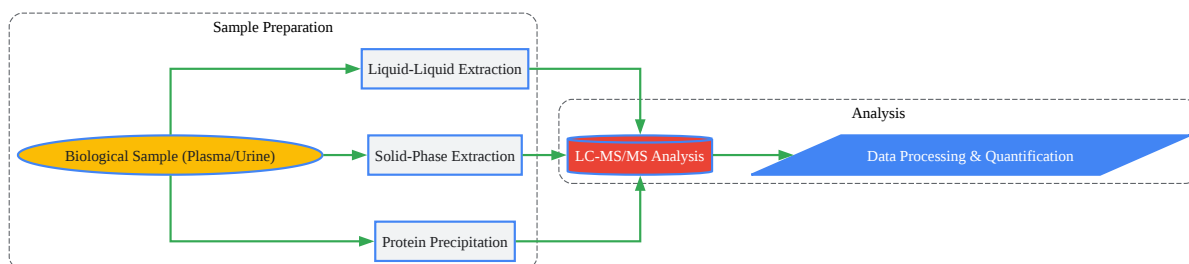 Sample Preparation
Liquid-Liquid Extraction
Analysis
Biological Sample (Plasma/Urine)
Solid-Phase Extraction
LC-MS/MS Analysis
Data Processing & Quantification
Protein Precipitation